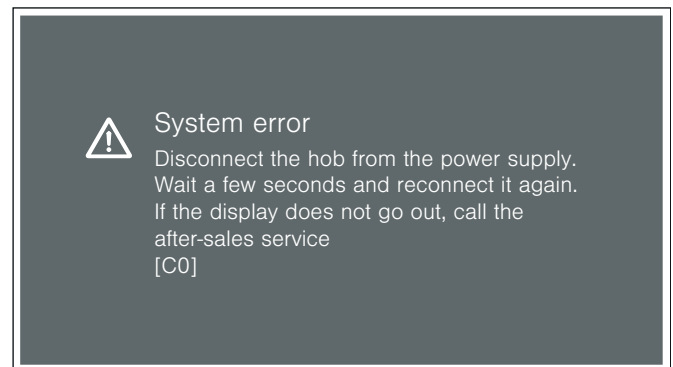 System error
Disconnect the hob from the power supply.
Wait a few seconds and reconnect it again.
If the display does not go out, call the
after-sales service
[C0]